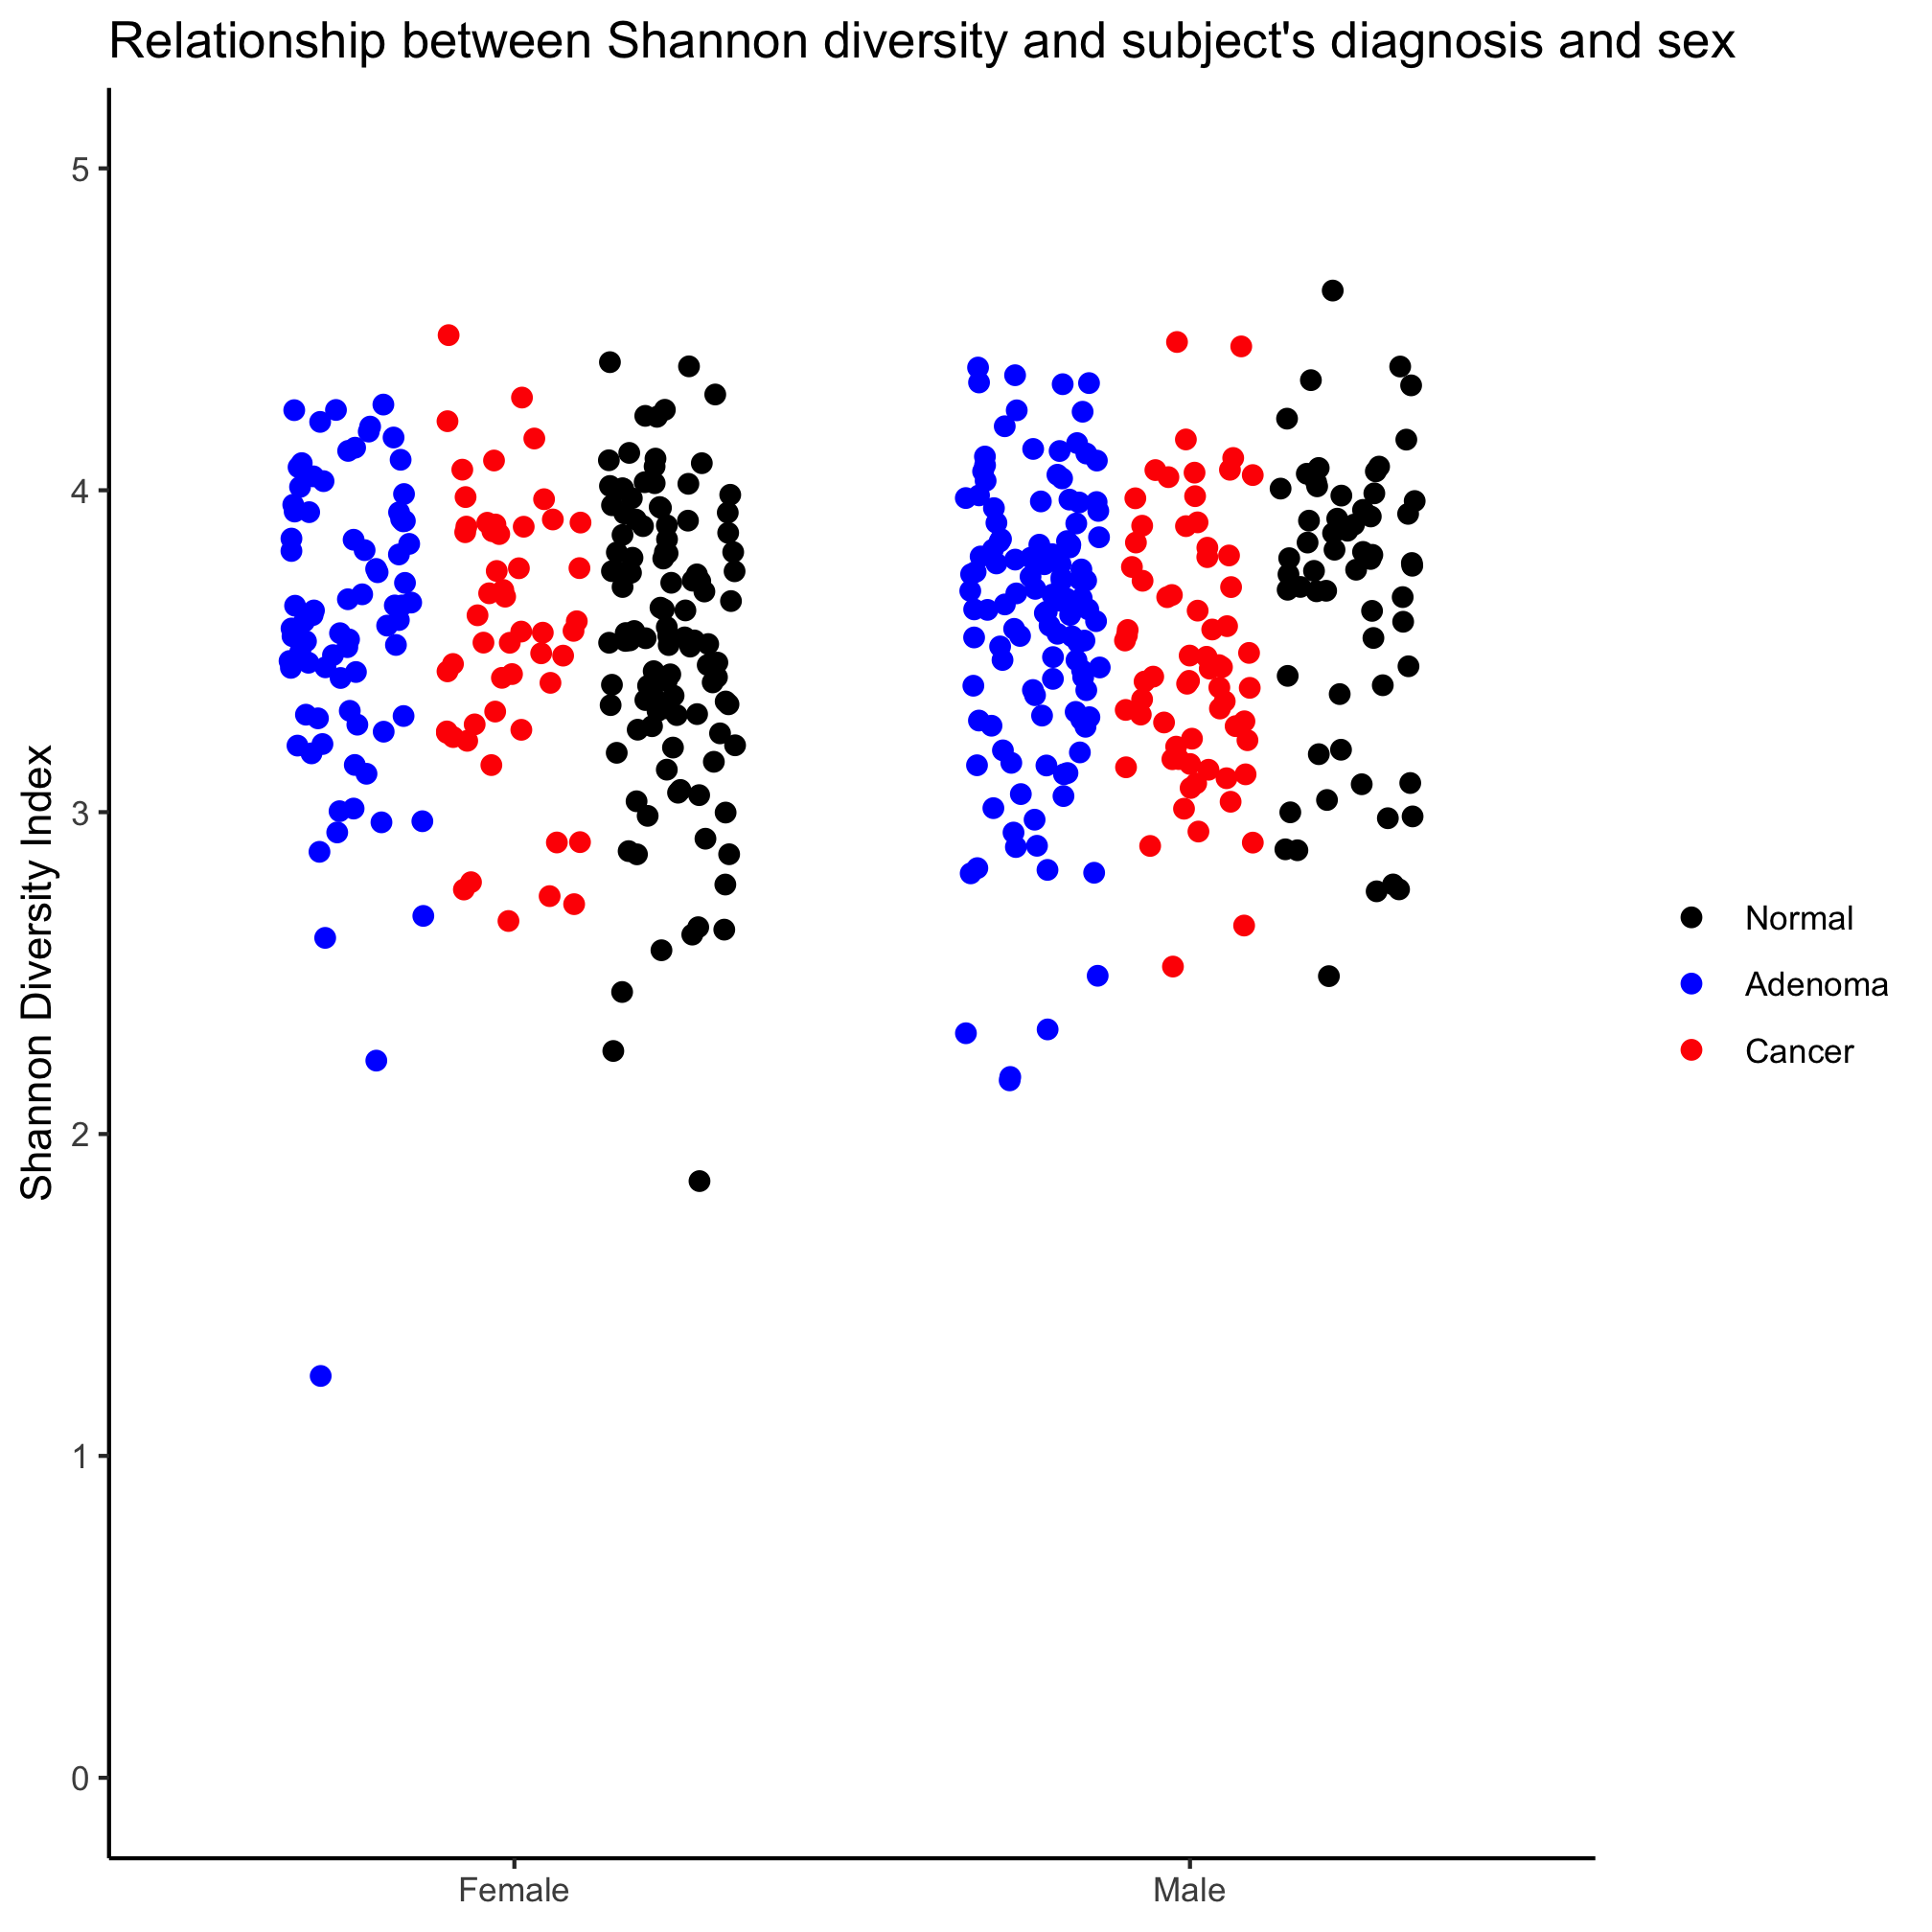 Relationship between Shannon diversity and subject's diagnosis and sex
Shannon Diversity Index
5
4
3
2
1
0
Female
Male
Normal
Adenoma
Cancer